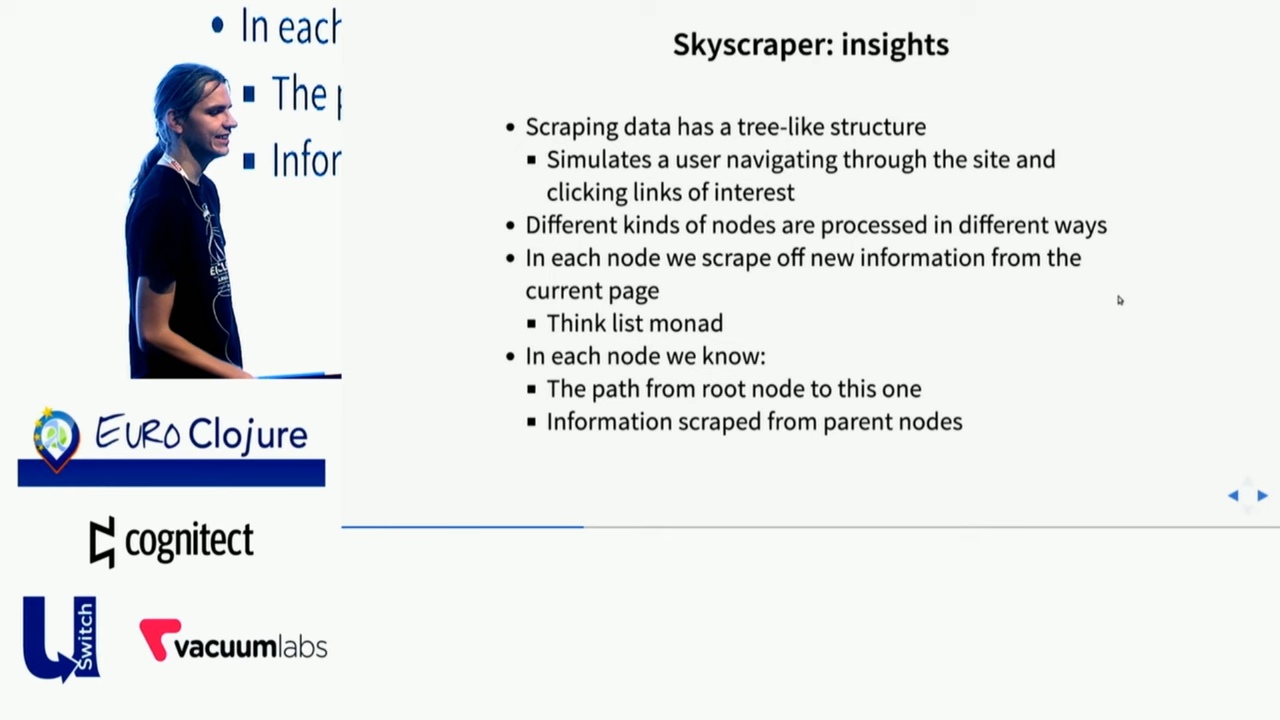 In each
The p
Infor
EURO Clojure
cognitect
uSwitch
vacuumlabs
Skyscraper: insights
• Scraping data has a tree-like structure
▪ Simulates a user navigating through the site and
clicking links of interest
• Different kinds of nodes are processed in different ways
• In each node we scrape off new information from the
current page
▪ Think list monad
• In each node we know:
▪ The path from root node to this one
▪ Information scraped from parent nodes